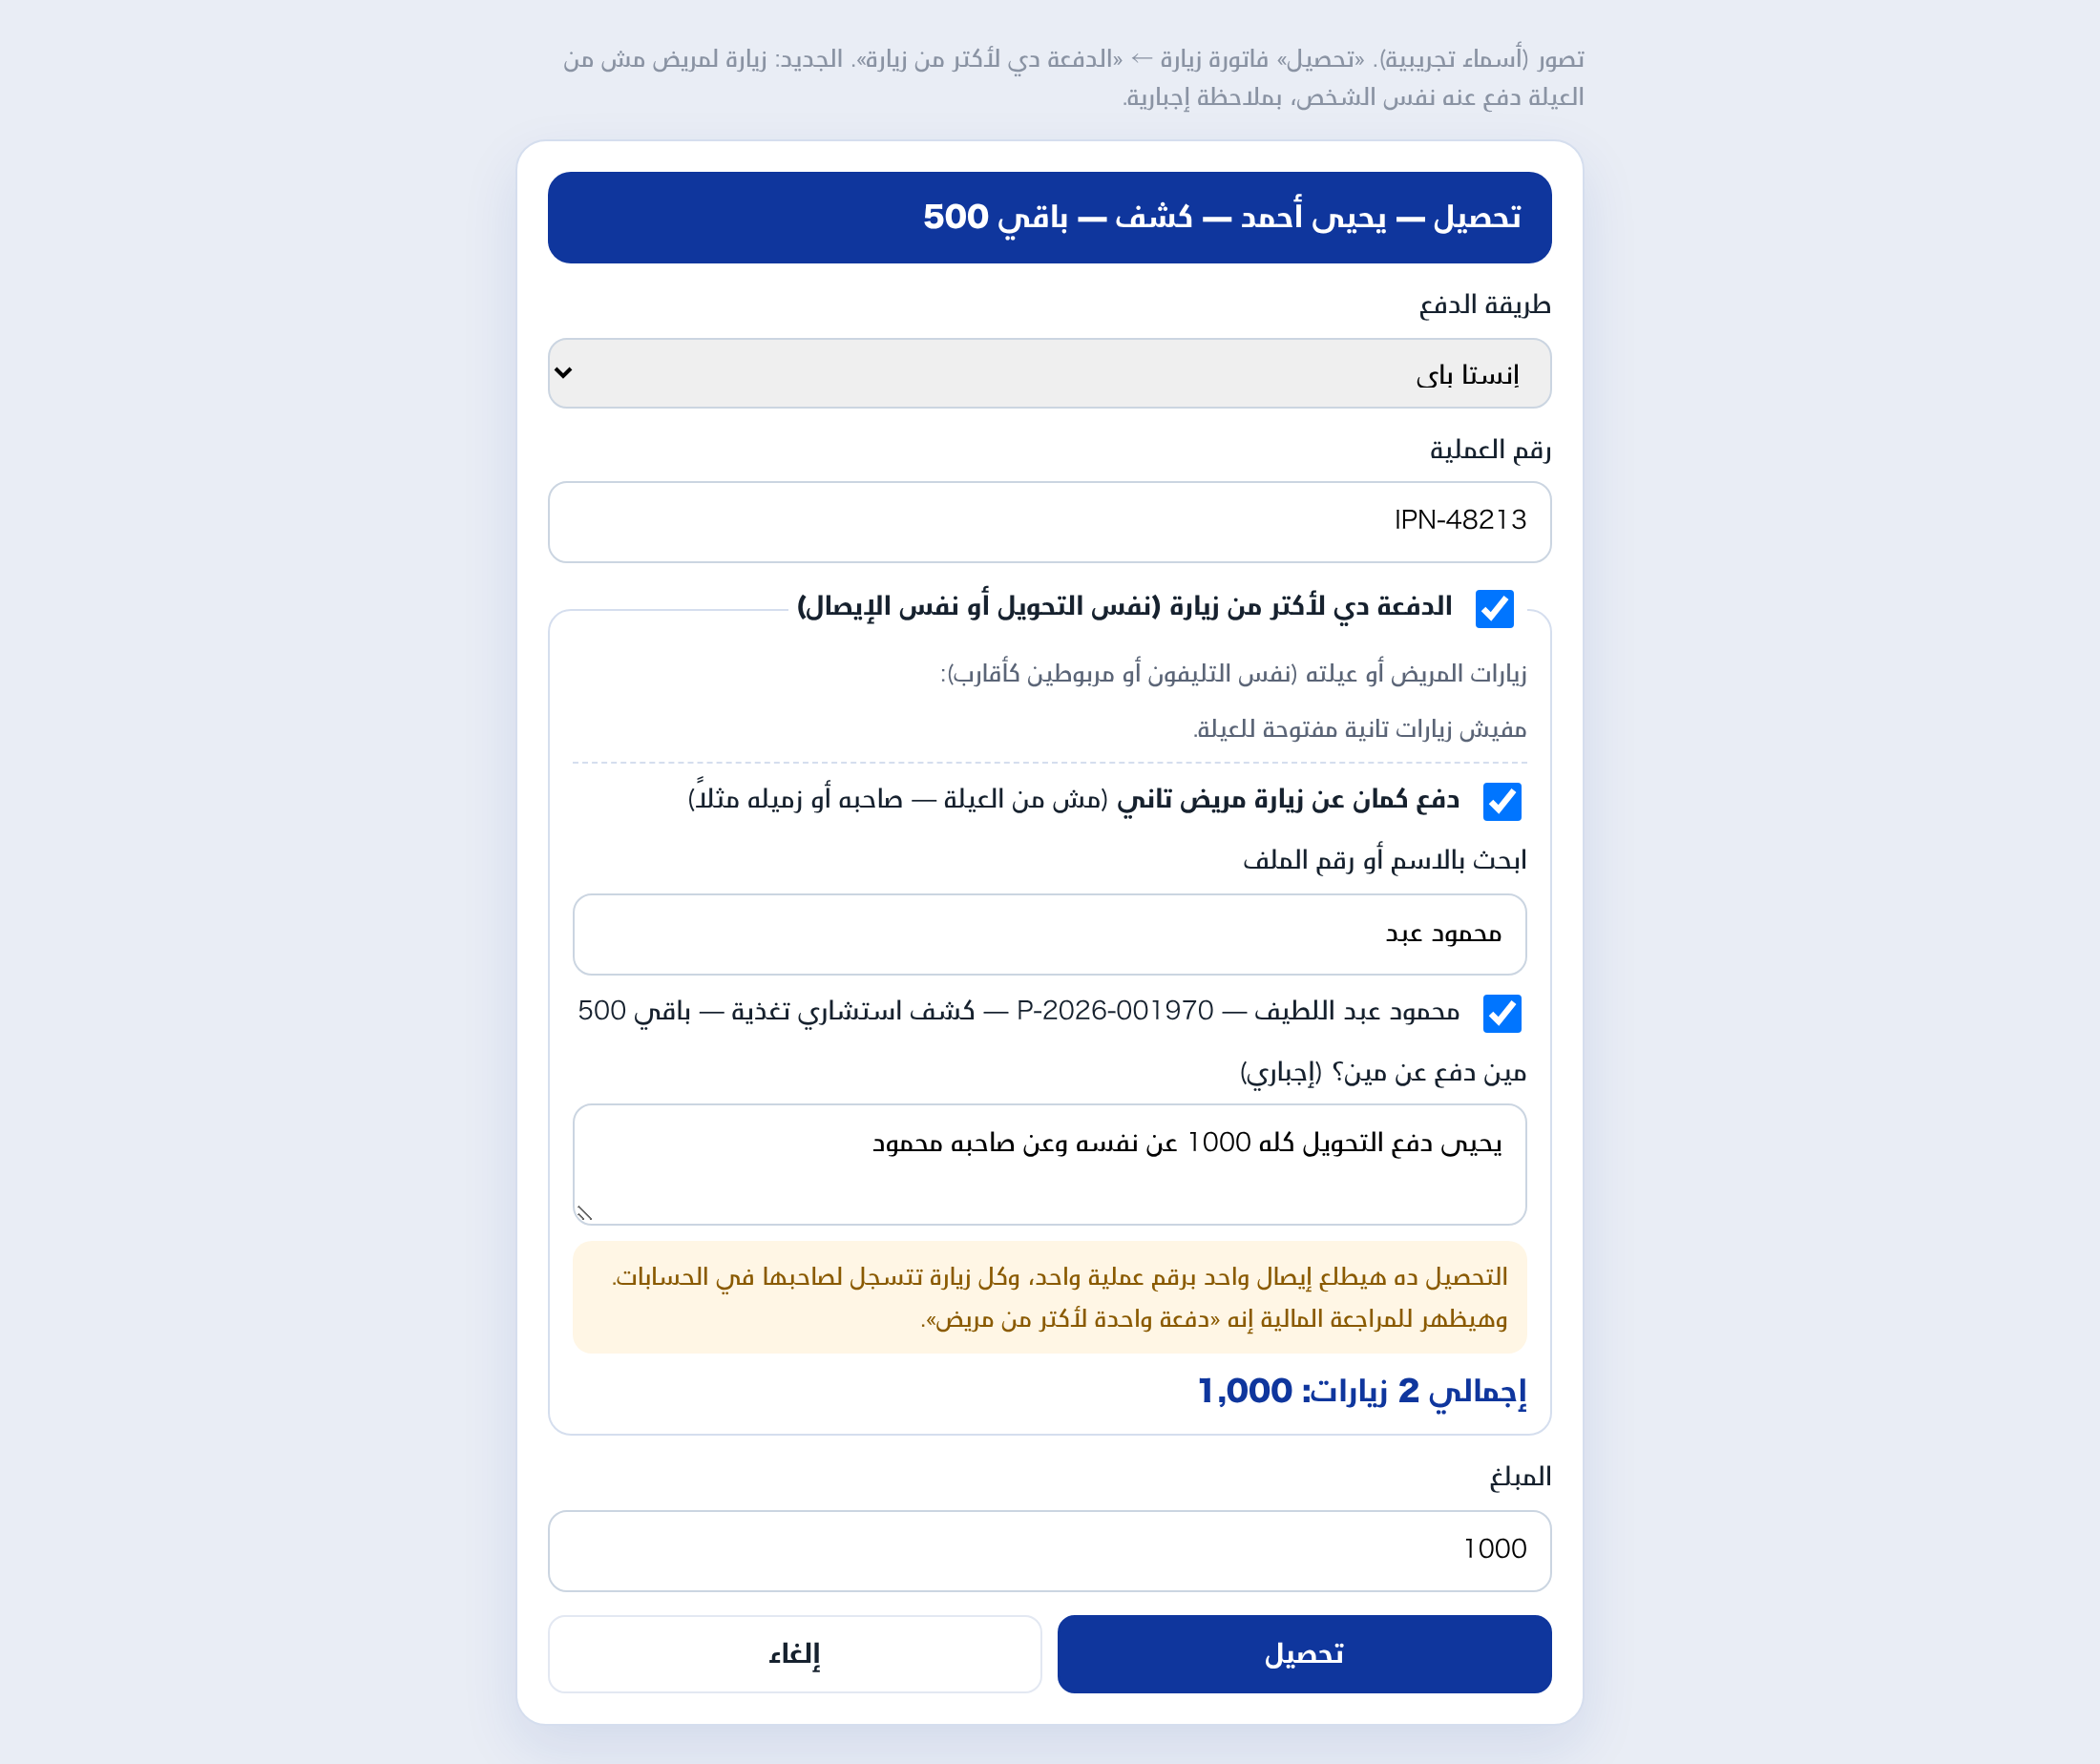 تصور (أسماء تجريبية). «تحصيل» فاتورة زيارة ← «الدفعة دي لأكتر من زيارة». الجديد: زيارة لمريض مش من
العيلة دفع عنه نفس الشخص، بملاحظة إجبارية.
تحصيل — يحيى أحمد — كشف — باقي 500
طريقة الدفع
إنستا باى
رقم العملية
IPN-48213
الدفعة دي لأكتر من زيارة (نفس التحويل أو نفس الإيصال)
زيارات المريض أو عيلته (نفس التليفون أو مربوطين كأقارب):
مفيش زيارات تانية مفتوحة للعيلة.
دفع كمان عن زيارة مريض تاني (مش من العيلة — صاحبه أو زميله مثلاً)
ابحث بالاسم أو رقم الملف
محمود عبد
محمود عبد اللطيف — P-2026-001970 — كشف استشاري تغذية — باقي 500
مين دفع عن مين؟ (إجباري)
يحيى دفع التحويل كله 1000 عن نفسه وعن صاحبه محمود
التحصيل ده هيطلع إيصال واحد برقم عملية واحد، وكل زيارة تتسجل لصاحبها في الحسابات.
وهيظهر للمراجعة المالية إنه «دفعة واحدة لأكتر من مريض».
إجمالي 2 زيارات: 1,000
المبلغ
1000
تحصيل
إلغاء